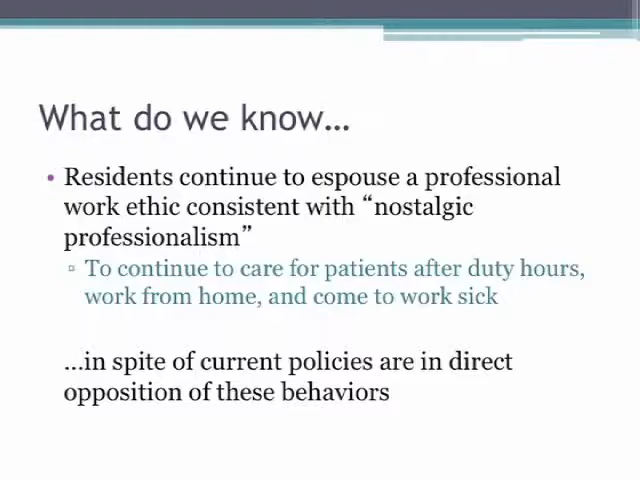 What do we know…
• Residents continue to espouse a professional
work ethic consistent with “nostalgic
professionalism”
▫ To continue to care for patients after duty hours,
work from home, and come to work sick
…in spite of current policies are in direct
opposition of these behaviors